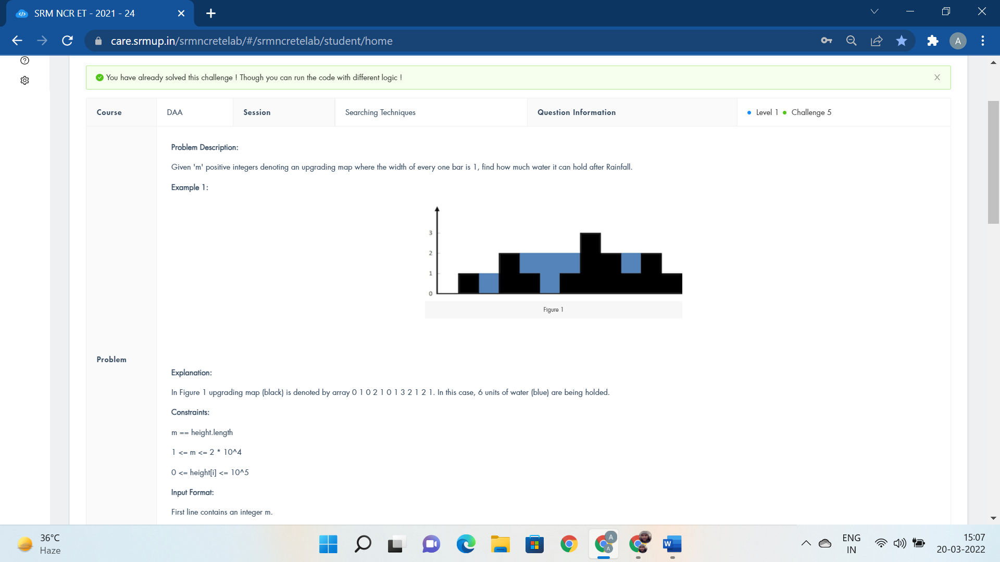 SRM NCR ET - 2021 - 24
care.srmup.in/srmncretelab/#/srmncretelab/student/home
A
You have already solved this challenge ! Though you can run the code with different logic !
Course DAA Session Searching Techniques Question Information Level 1 Challenge 5
Problem Description:
Given 'm' positive integers denoting an upgrading map where the width of every one bar is 1, find how much water it can hold after Rainfall.
Example 1:
3
2
1
0
Figure 1
Problem
Explanation:
In Figure 1 upgrading map (black) is denoted by array 0 1 0 2 1 0 1 3 2 1 2 1. In this case, 6 units of water (blue) are being holded.
Constraints:
m == height.length
1 <= m <= 2 * 10^4
0 <= height[i] <= 10^5
Input Format:
First line contains an integer m.
36°C
Haze
A
A
W
ENG
IN
15:07
20-03-2022